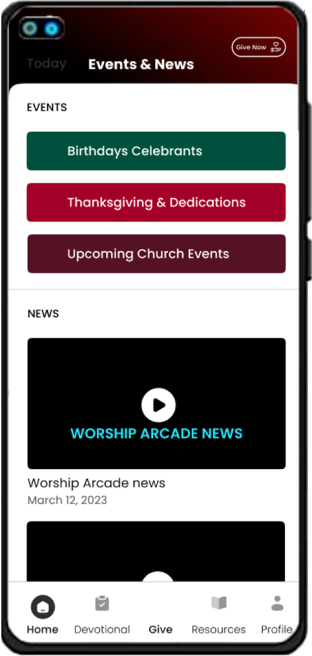 Give Now
Today
Events & News
EVENTS
Birthdays Celebrants
Thanksgiving & Dedications
Upcoming Church Events
NEWS
WORSHIP ARCADE NEWS
Worship Arcade news
March 12, 2023
Home
Devotional
Give
Resources
Profile